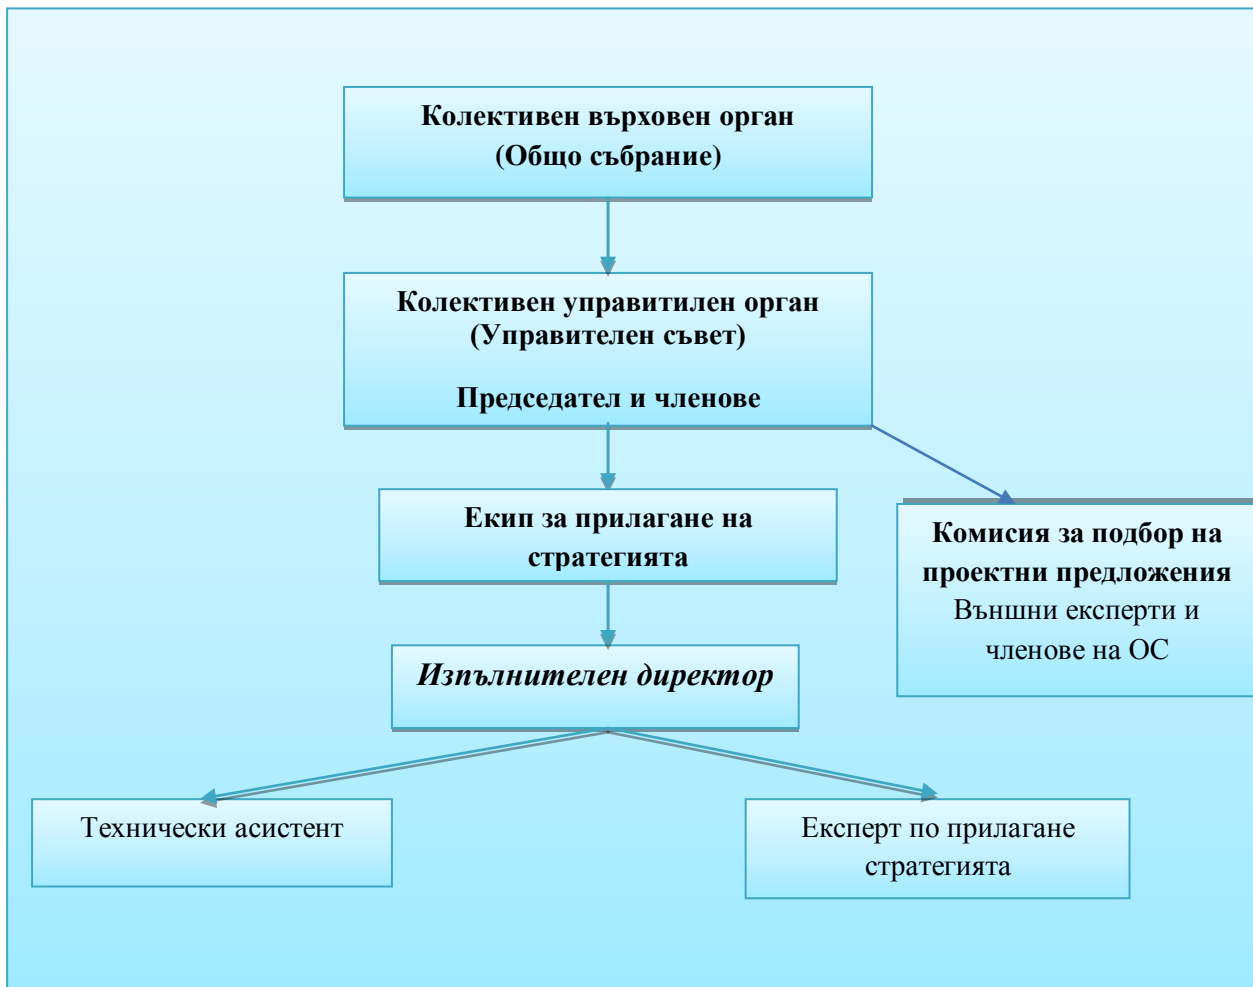 Колективен върховен орган
(Общо събрание)
Колективен управитилен орган
(Управителен съвет)
Председател и членове
Екип за прилагане на
стратегията
Комисия за подбор на
проектни предложения
Външни експерти и
членове на ОС
Изпълнителен директор
Технически асистент
Експерт по прилагане
стратегията